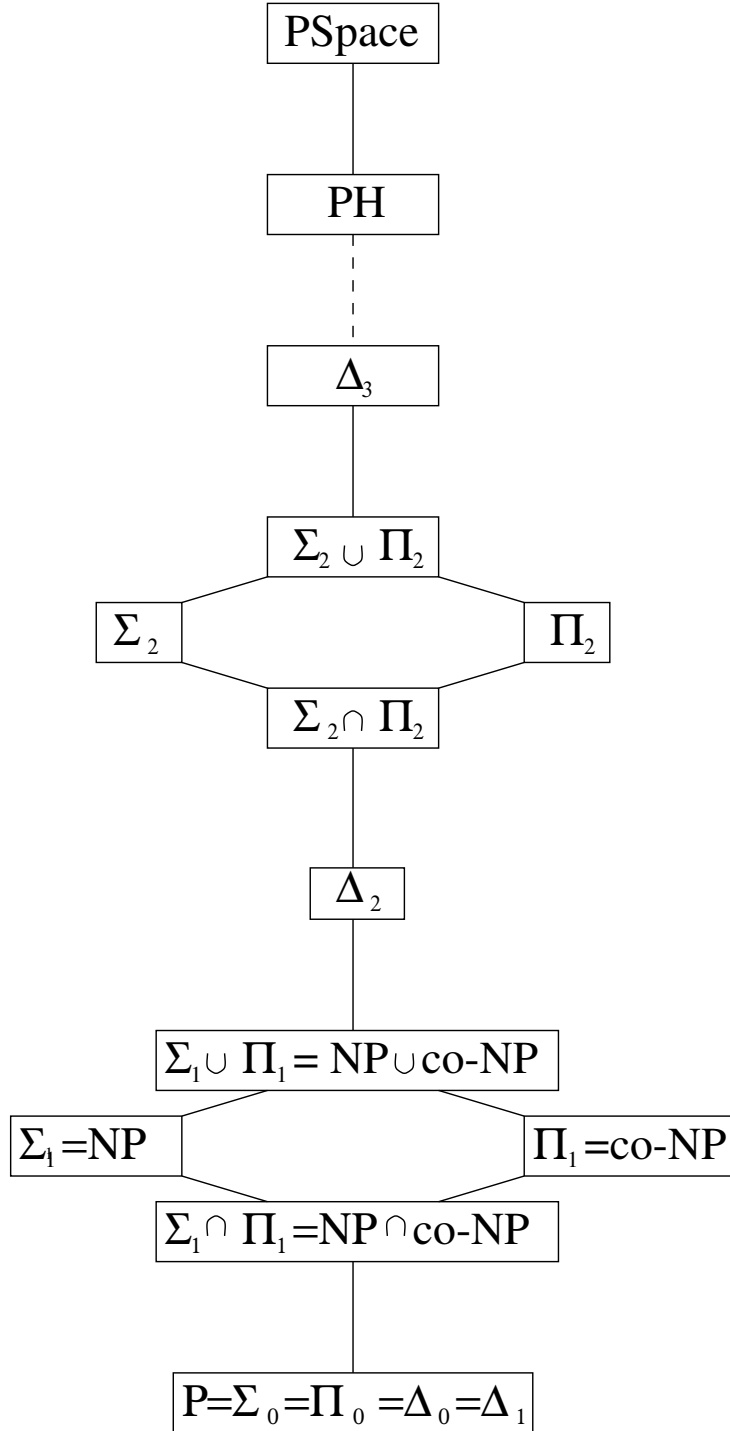 PSpace
PH
Δ₃
Σ₂ ∪ Π₂
Σ₂
Π₂
Σ₂ ∩ Π₂
Δ₂
Σ₁ ∪ Π₁ = NP ∪ co-NP
Σ₁ =NP
Π₁ =co-NP
Σ₁ ∩ Π₁ =NP ∩ co-NP
P=Σ₀=Π₀ =Δ₀=Δ₁